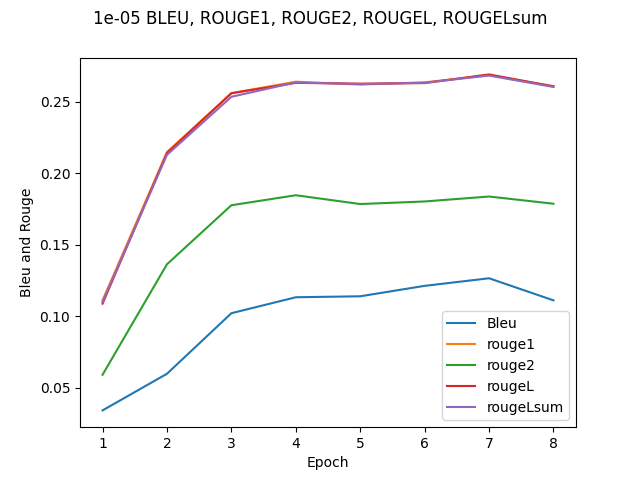 1e-05 BLEU, ROUGE1, ROUGE2, ROUGEL, ROUGELsum
Bleu and Rouge
0.25
0.20
0.15
0.10
0.05
Bleu
rouge1
rouge2
rougeL
rougeLsum
1 2 3 4 5 6 7 8
Epoch